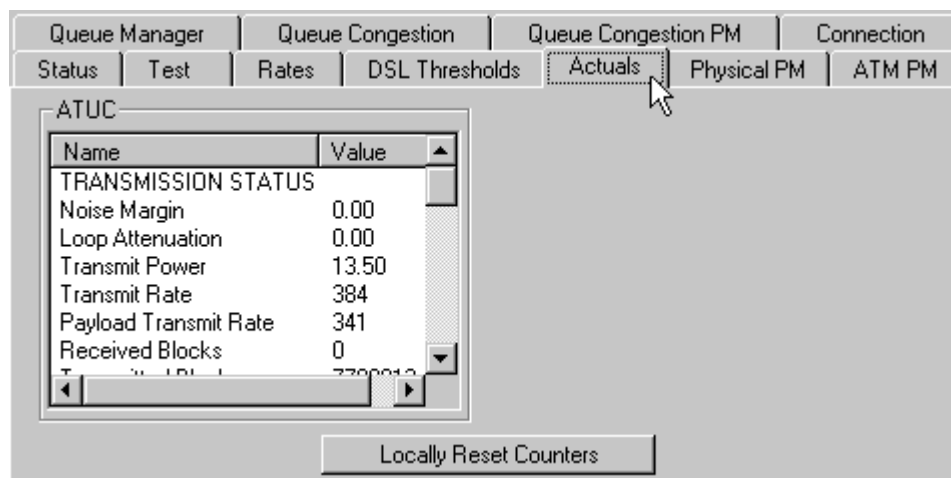 Queue Manager Queue Congestion Queue Congestion PM Connection
Status Test Rates DSL Thresholds Actuals Physical PM ATM PM
ATUC
Name Value
TRANSMISSION STATUS
Noise Margin 0.00
Loop Attenuation 0.00
Transmit Power 13.50
Transmit Rate 384
Payload Transmit Rate 341
Received Blocks 0
Locally Reset Counters